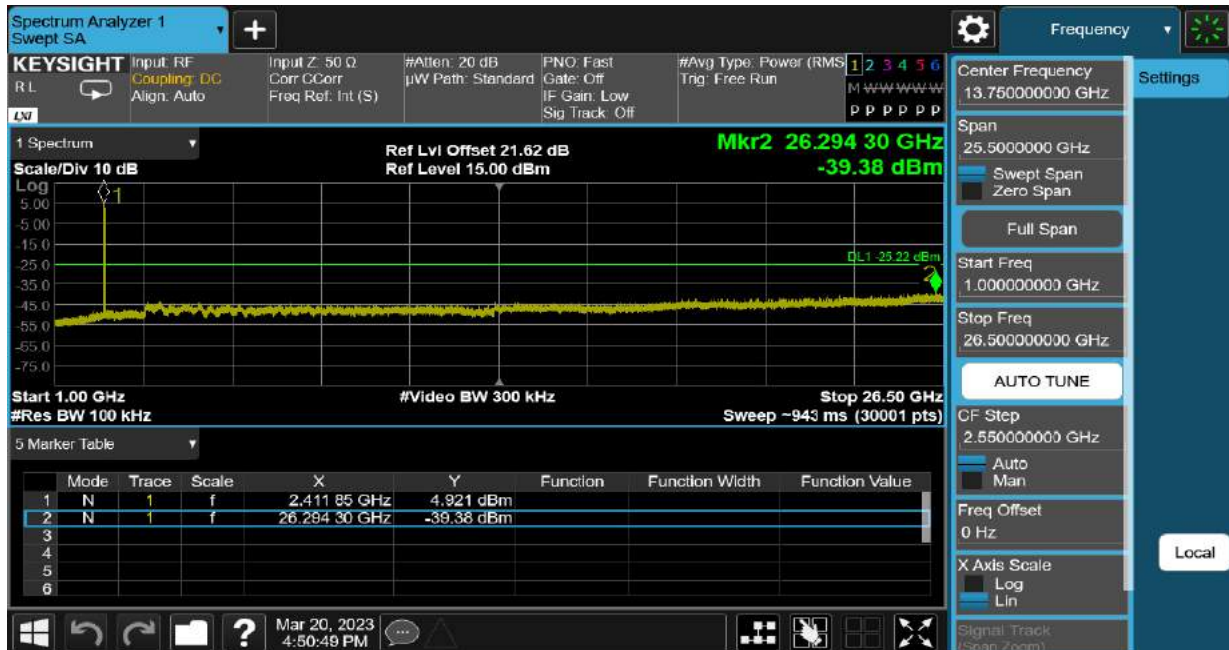 Spectrum Analyzer 1
Swept SA
+
Frequency
KEYSIGHT
RL
LXI
Input: RF
Coupling: DC
Align: Auto
Input Z: 50 Ω
Corr CCorr
Freq Ref: Int (S)
#Atten: 20 dB
µW Path: Standard
PNO: Fast
Gate: Off
IF Gain: Low
Sig Track: Off
#Avg Type: Power (RMS
Trig: Free Run
1 2 3 4 5 6
M W W W W W
P P P P P P
1 Spectrum
Scale/Div 10 dB
Ref Lvl Offset 21.62 dB
Ref Level 15.00 dBm
Mkr2 26.294 30 GHz
-39.38 dBm
Log
1
5.00
-5.00
-15.0
DL1 -25.22 dBm
-25.0
2
-35.0
-45.0
-55.0
-65.0
-75.0
Start 1.00 GHz
#Video BW 300 kHz
Stop 26.50 GHz
#Res BW 100 kHz
Sweep ~943 ms (30001 pts)
5 Marker Table
Mode Trace Scale X Y Function Function Width Function Value
1 N 1 f 2.411 85 GHz 4.921 dBm
2 N 1 f 26.294 30 GHz -39.38 dBm
3
4
5
6
?
Mar 20, 2023
4:50:49 PM
Center Frequency
13.750000000 GHz
Settings
Span
25.5000000 GHz
Swept Span
Zero Span
Full Span
Start Freq
1.000000000 GHz
Stop Freq
26.500000000 GHz
AUTO TUNE
CF Step
2.550000000 GHz
Auto
Man
Freq Offset
0 Hz
Local
X Axis Scale
Log
Lin
Signal Track
(Span Zoom)